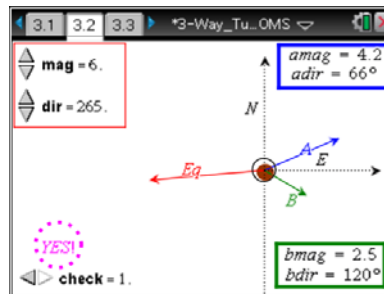 3.1 3.2 3.3 *3-Way_Tu...OMS
mag = 6.
dir = 265.
amag = 4.2
adir = 66°
N
A
E
Eq
B
YES!
check = 1.
bmag = 2.5
bdir = 120°